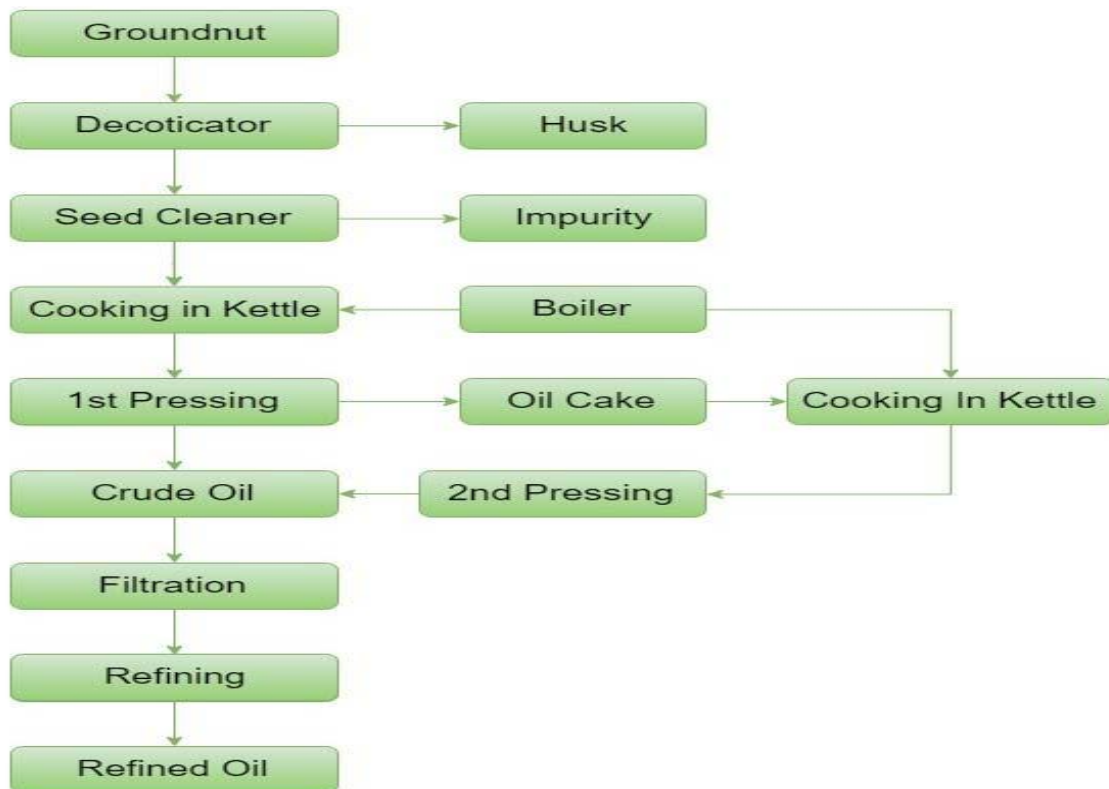 Groundnut
Decoticator
Husk
Seed Cleaner
Impurity
Cooking in Kettle
Boiler
1st Pressing
Oil Cake
Cooking In Kettle
Crude Oil
2nd Pressing
Filtration
Refining
Refined Oil